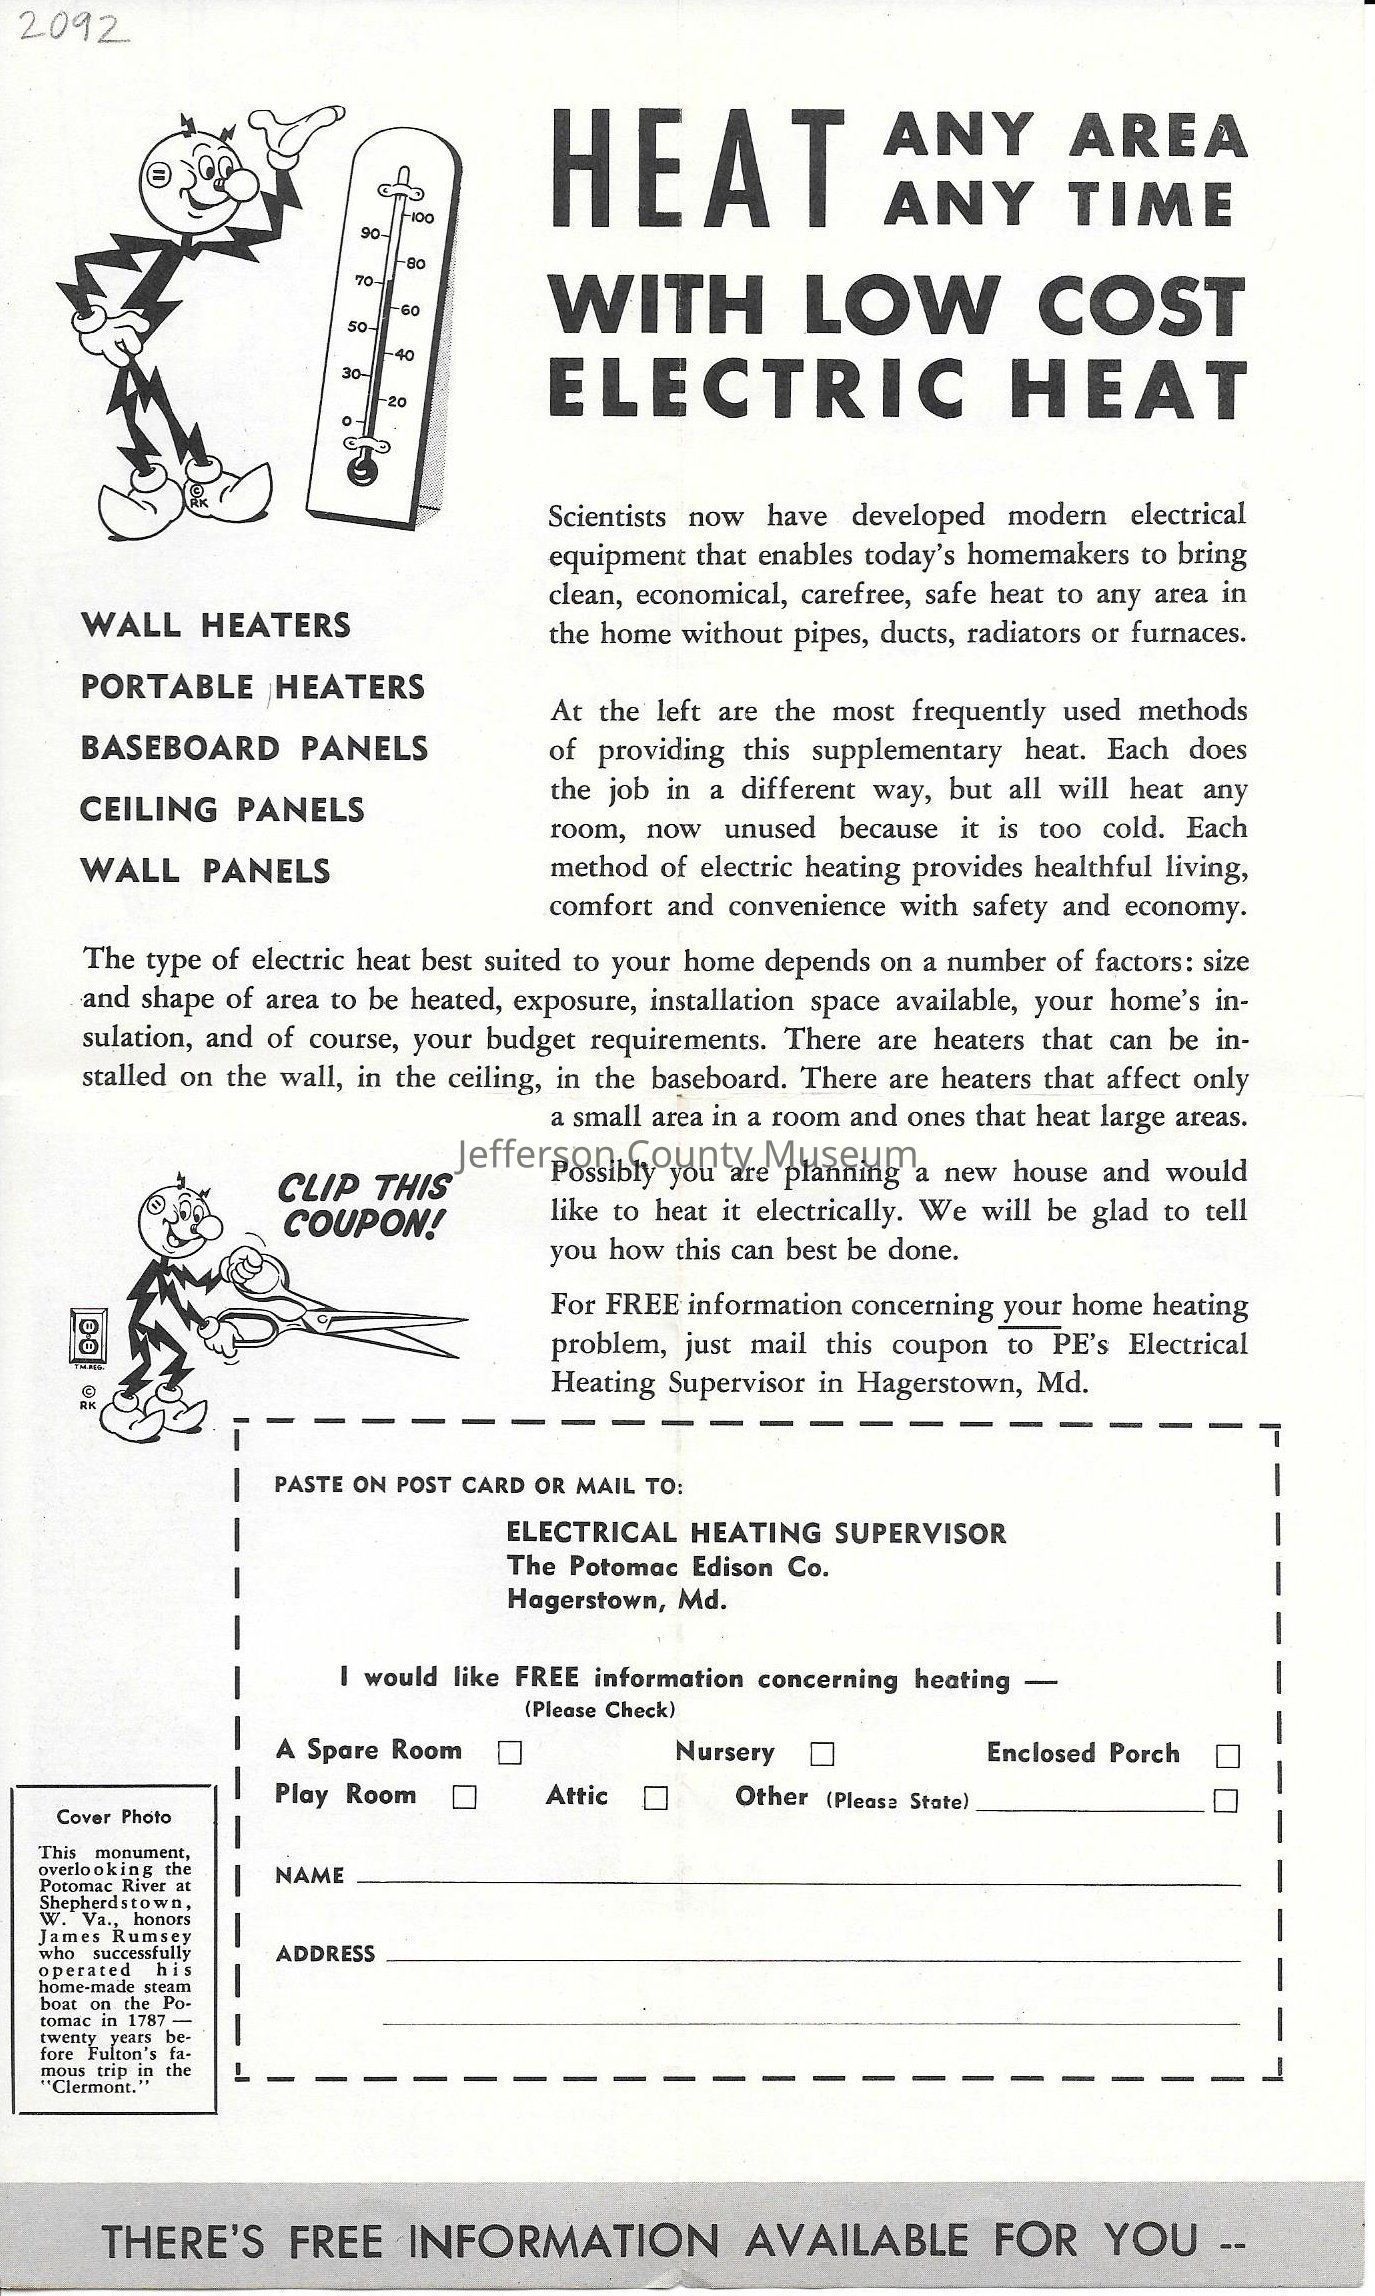 2092
HEAT ANY AREA
ANY TIME
WITH LOW COST
ELECTRIC HEAT
100
90
80
70
60
50
40
30
20
0
©
RK
WALL HEATERS
PORTABLE HEATERS
BASEBOARD PANELS
CEILING PANELS
WALL PANELS
Scientists now have developed modern electrical
equipment that enables today's homemakers to bring
clean, economical, carefree, safe heat to any area in
the home without pipes, ducts, radiators or furnaces.
At the left are the most frequently used methods
of providing this supplementary heat. Each does
the job in a different way, but all will heat any
room, now unused because it is too cold. Each
method of electric heating provides healthful living,
comfort and convenience with safety and economy.
The type of electric heat best suited to your home depends on a number of factors: size
and shape of area to be heated, exposure, installation space available, your home's in-
sulation, and of course, your budget requirements. There are heaters that can be in-
stalled on the wall, in the ceiling, in the baseboard. There are heaters that affect only
a small area in a room and ones that heat large areas.
Jefferson County Museum
Possibly you are planning a new house and would
like to heat it electrically. We will be glad to tell
you how this can best be done.
For FREE information concerning your home heating
problem, just mail this coupon to PE's Electrical
Heating Supervisor in Hagerstown, Md.
CLIP THIS
COUPON!
T.M.REG.
©
RK
PASTE ON POST CARD OR MAIL TO:
ELECTRICAL HEATING SUPERVISOR
The Potomac Edison Co.
Hagerstown, Md.
I would like FREE information concerning heating —
(Please Check)
A Spare Room Nursery Enclosed Porch
Play Room Attic Other (Please State)
NAME
ADDRESS
Cover Photo
This monument,
overlooking the
Potomac River at
Shepherdstown,
W. Va., honors
James Rumsey
who successfully
operated his
home-made steam
boat on the Po-
tomac in 1787 —
twenty years be-
fore Fulton's fa-
mous trip in the
"Clermont."
THERE'S FREE INFORMATION AVAILABLE FOR YOU --